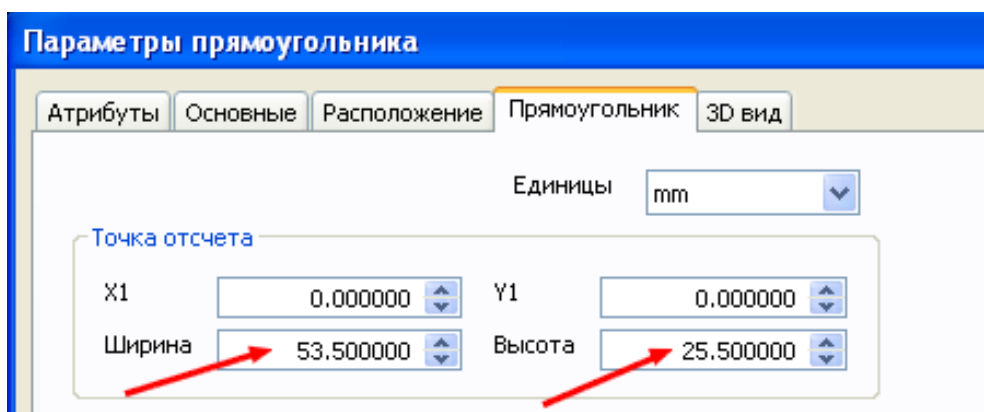 Параметры прямоугольника
Атрибуты Основные Расположение Прямоугольник 3D вид
Единицы mm
Точка отсчета
X1 0.000000 Y1 0.000000
Ширина 53.500000 Высота 25.500000